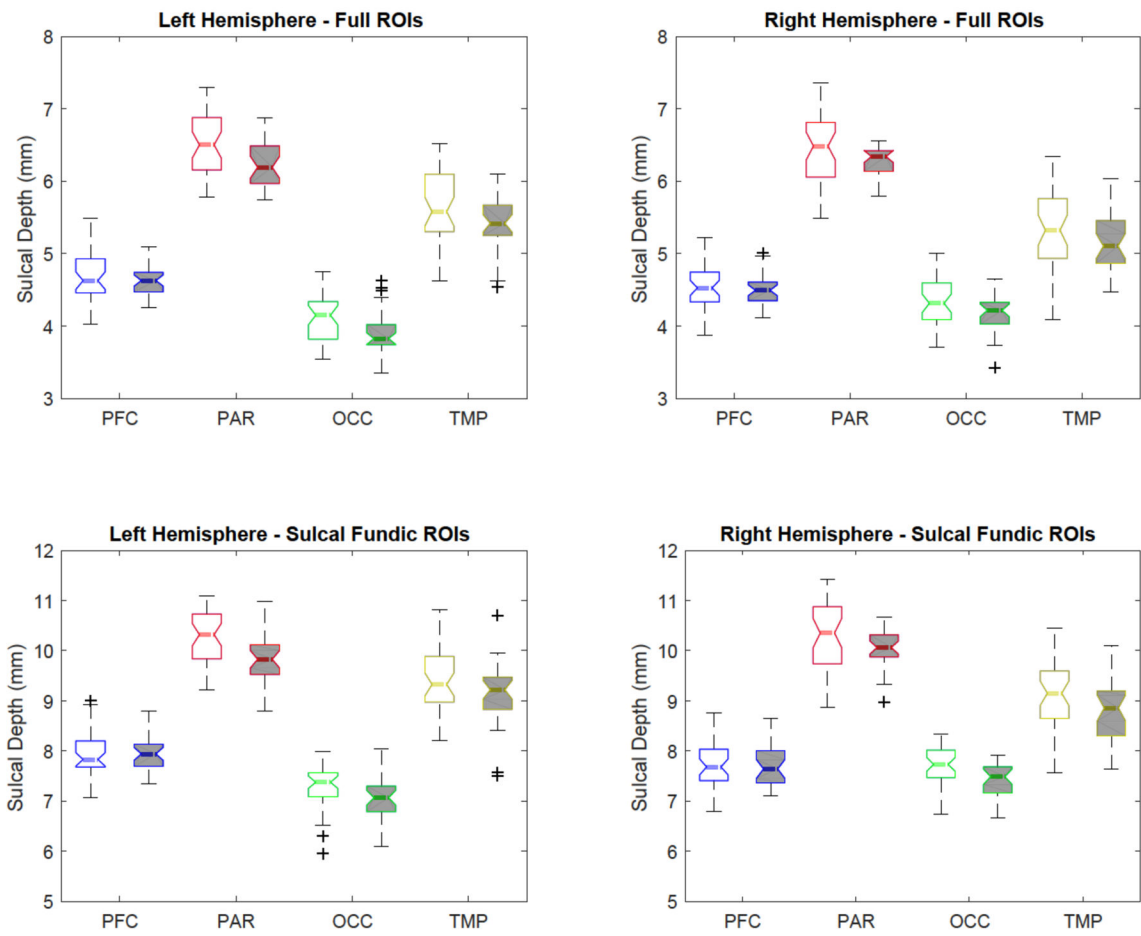 Left Hemisphere - Full ROIs
Sulcal Depth (mm)
8
7
6
5
4
3
PFC PAR OCC TMP
Right Hemisphere - Full ROIs
Sulcal Depth (mm)
8
7
6
5
4
3
PFC PAR OCC TMP
Left Hemisphere - Sulcal Fundic ROIs
Sulcal Depth (mm)
12
11
10
9
8
7
6
5
PFC PAR OCC TMP
Right Hemisphere - Sulcal Fundic ROIs
Sulcal Depth (mm)
12
11
10
9
8
7
6
5
PFC PAR OCC TMP